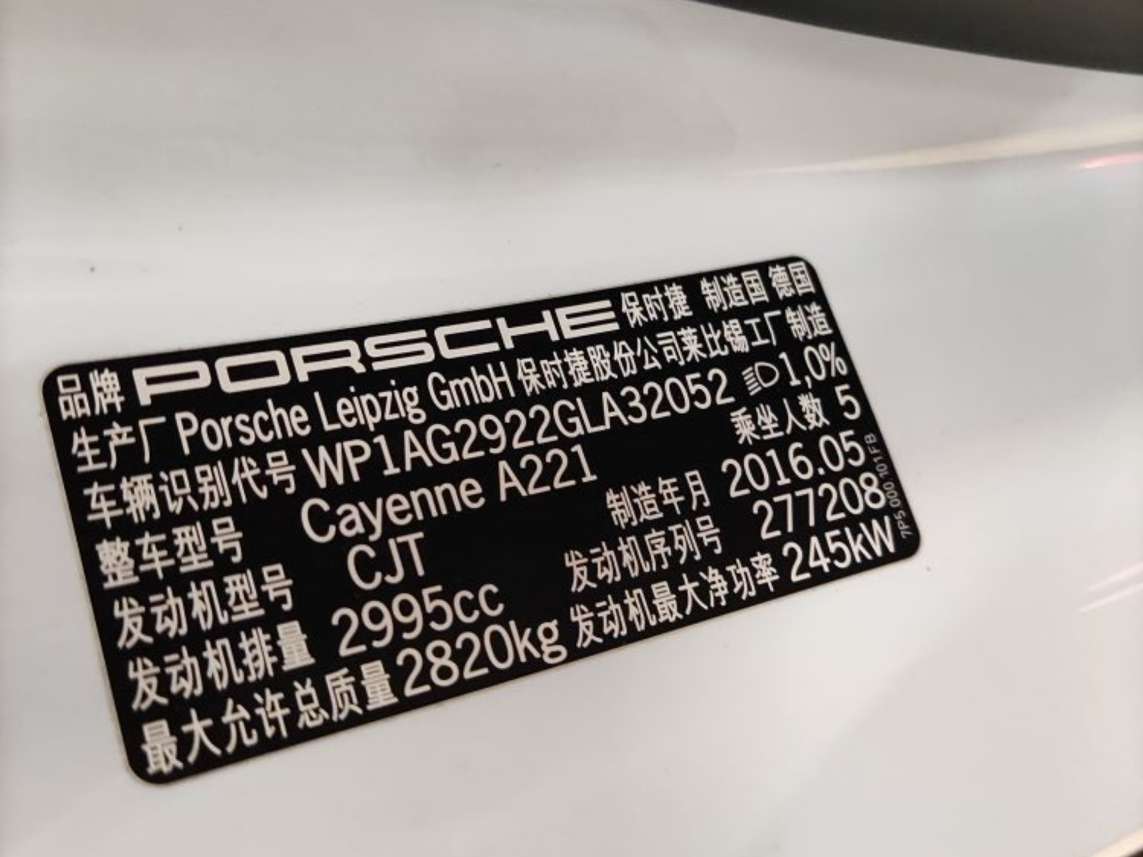 品牌 PORSCHE 保时捷 制造国 德国
生产厂 Porsche Leipzig GmbH 保时捷股份公司莱比锡工厂制造
车辆识别代号 WP1AG2922GLA32052 1,0%
整车型号 Cayenne A221 乘坐人数 5
发动机型号 CJT 制造年月 2016.05
发动机排量 2995cc 发动机序列号 277208
最大允许总质量 2820kg 发动机最大净功率 245kW
7P5.000.101FB